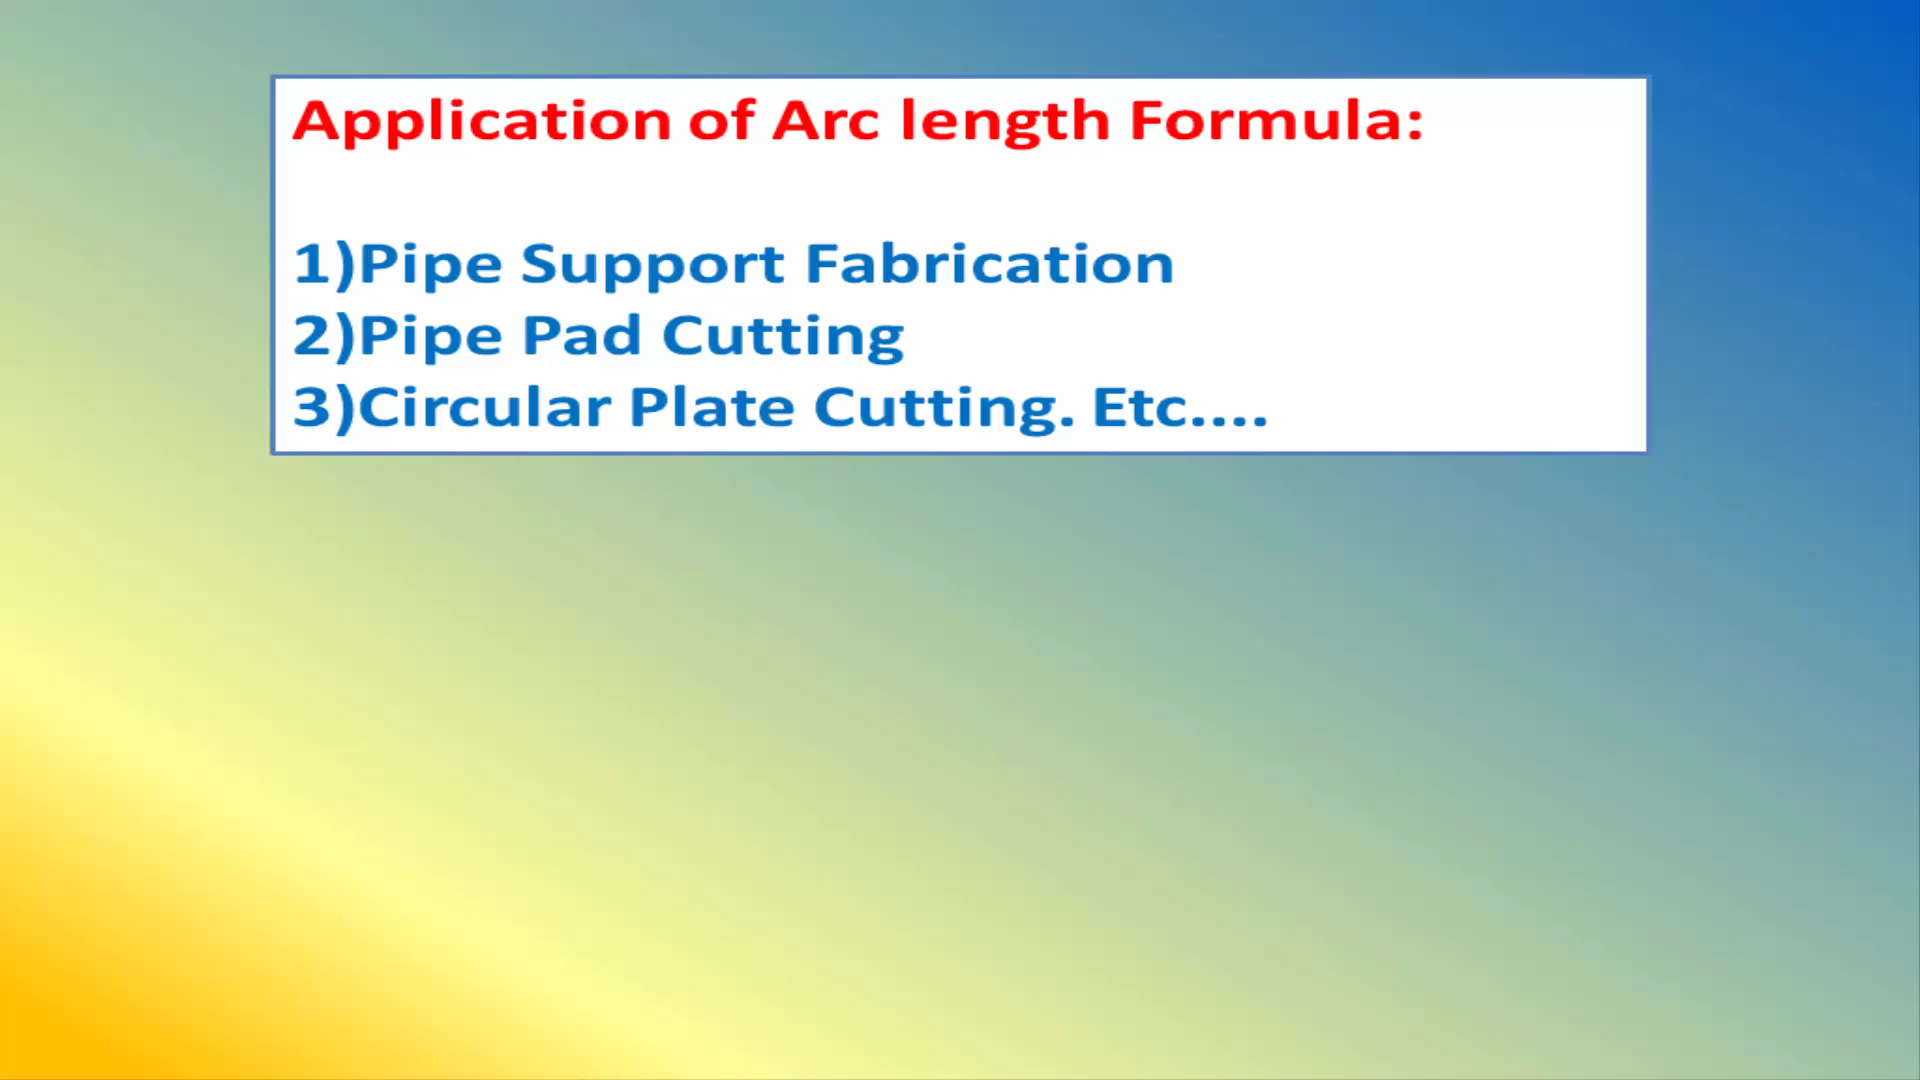 Application of Arc length Formula:
1)Pipe Support Fabrication
2)Pipe Pad Cutting
3)Circular Plate Cutting. Etc....